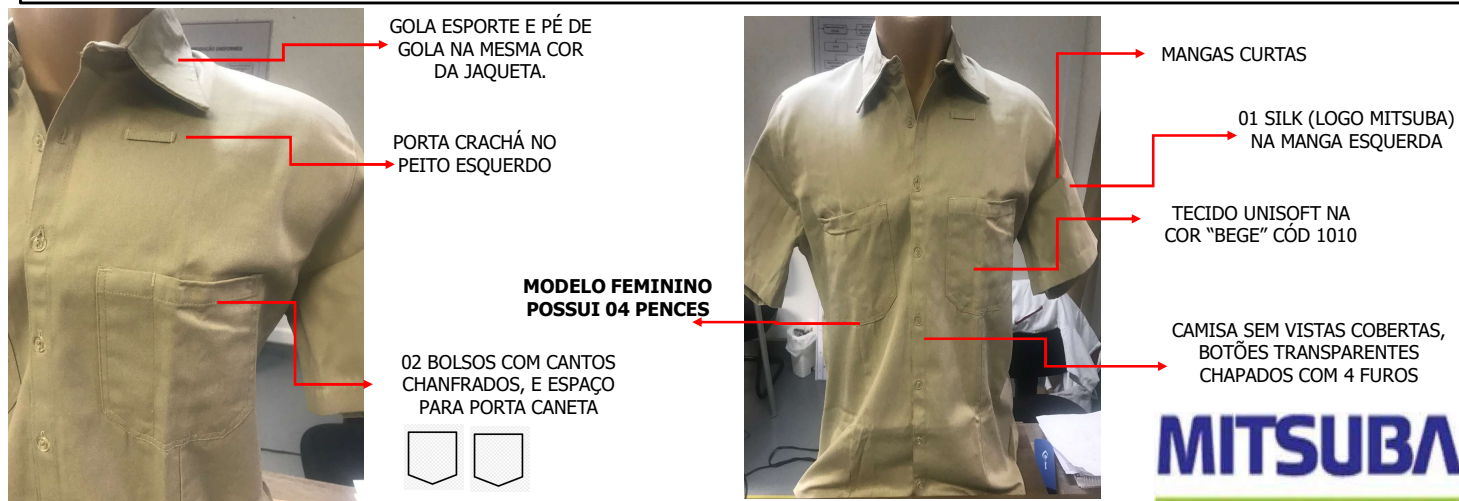 GOLA ESPORTE E PÉ DE
GOLA NA MESMA COR
DA JAQUETA.
PORTA CRACHÁ NO
PEITO ESQUERDO
MODELO FEMININO
POSSUI 04 PENCES
02 BOLSOS COM CANTOS
CHANFRADOS, E ESPAÇO
PARA PORTA CANETA
MANGAS CURTAS
01 SILK (LOGO MITSUBA)
NA MANGA ESQUERDA
TECIDO UNISOFT NA
COR “BEGE” CÓD 1010
CAMISA SEM VISTAS COBERTAS,
BOTÕES TRANSPARENTES
CHAPADOS COM 4 FUROS
MITSUBA